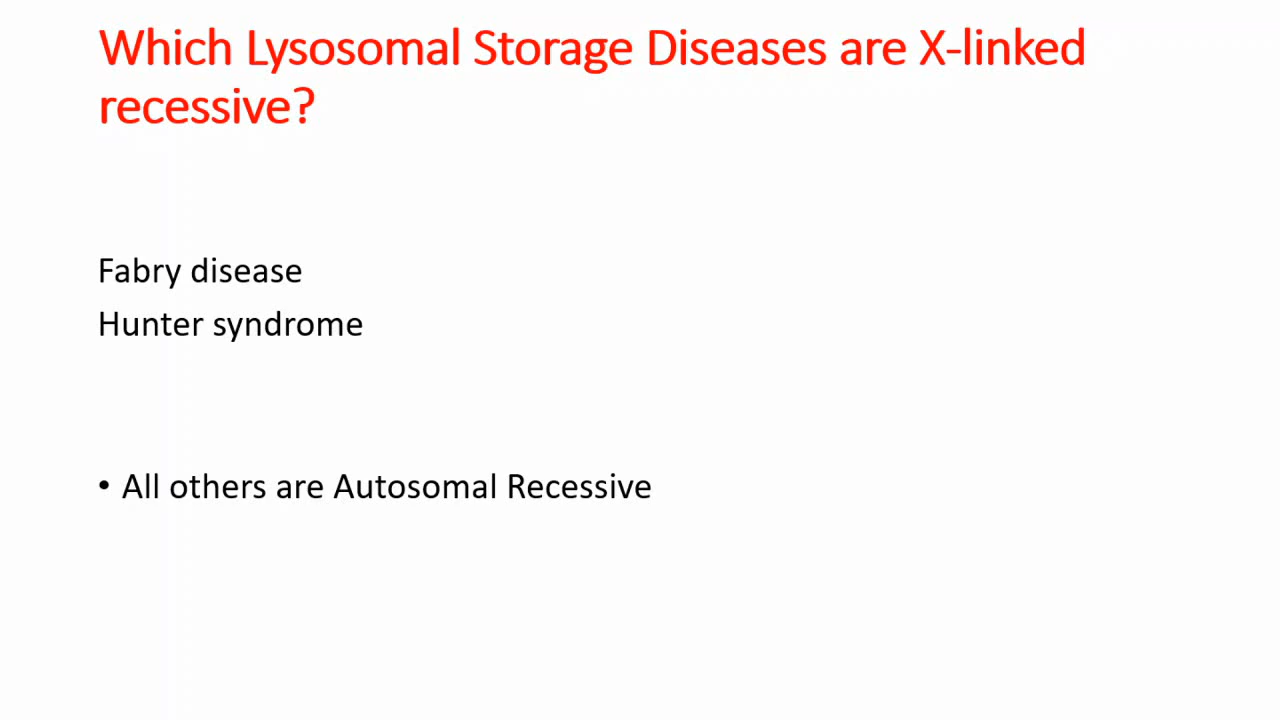 Which Lysosomal Storage Diseases are X-linked
recessive?
Fabry disease
Hunter syndrome
• All others are Autosomal Recessive